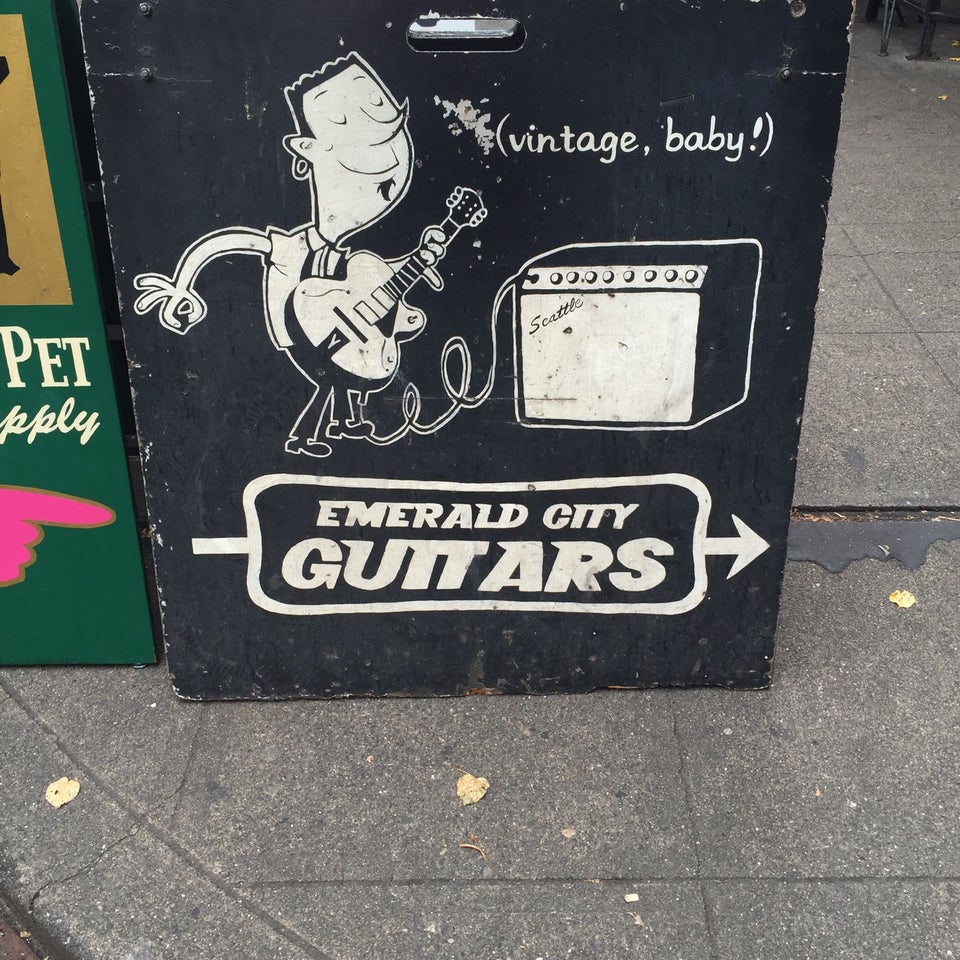 (vintage, baby!)
Seattle
EMERALD CITY
GUITARS
PET
pply